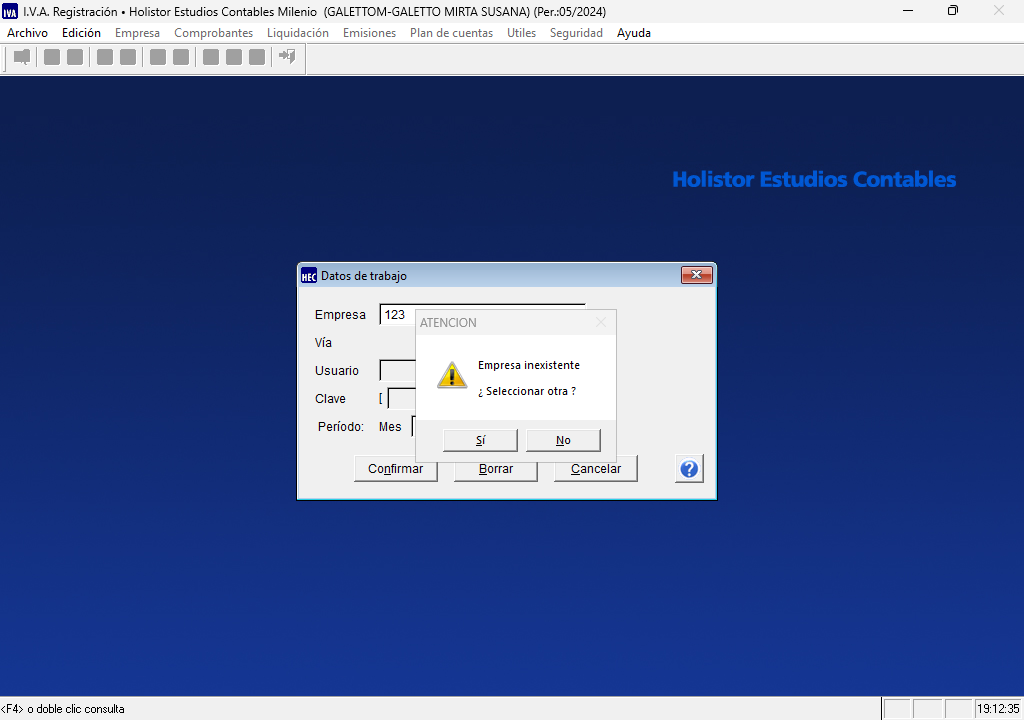 IVA I.V.A. Registración • Holistor Estudios Contables Milenio (GALETTOM-GALETTO MIRTA SUSANA) (Per.:05/2024)
Archivo Edición Empresa Comprobantes Liquidación Emisiones Plan de cuentas Utiles Seguridad Ayuda
Holistor Estudios Contables
HEC Datos de trabajo
Empresa 123
ATENCION
Vía
Empresa inexistente
Usuario
¿ Seleccionar otra ?
Clave [
Período: Mes
Sí No
Confirmar Borrar Cancelar ?
<F4> o doble clic consulta 19:12:35